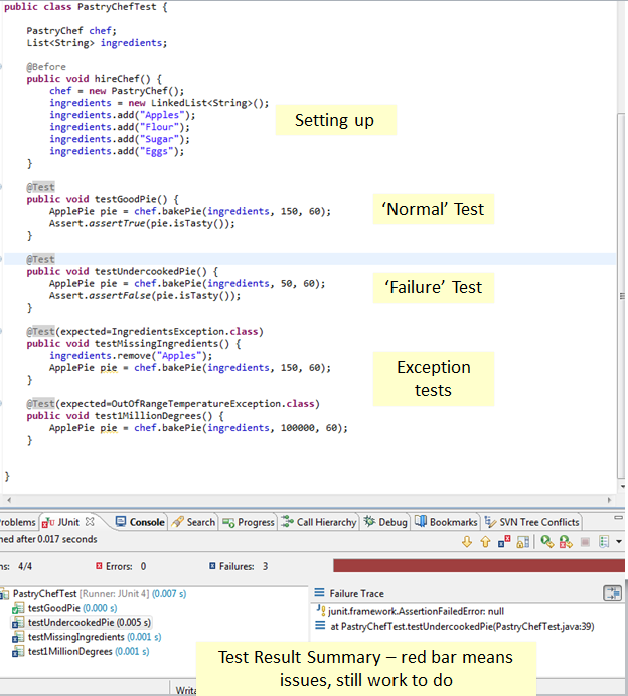 public class PastryChefTest {
PastryChef chef;
List<String> ingredients;
@Before
public void hireChef() {
chef = new PastryChef();
ingredients = new LinkedList<String>();
ingredients.add("Apples");
ingredients.add("Flour");
ingredients.add("Sugar");
ingredients.add("Eggs");
}
Setting up
@Test
public void testGoodPie() {
ApplePie pie = chef.bakePie(ingredients, 150, 60);
Assert.assertTrue(pie.isTasty());
}
‘Normal’ Test
@Test
public void testUndercookedPie() {
ApplePie pie = chef.bakePie(ingredients, 50, 60);
Assert.assertFalse(pie.isTasty());
}
‘Failure’ Test
@Test(expected=IngredientsException.class)
public void testMissingIngredients() {
ingredients.remove("Apples");
ApplePie pie = chef.bakePie(ingredients, 150, 60);
}
Exception
tests
@Test(expected=OutOfRangeTemperatureException.class)
public void test1MillionDegrees() {
ApplePie pie = chef.bakePie(ingredients, 100000, 60);
}
}
roblems JUnit Console Search Progress Call Hierarchy Debug Bookmarks SVN Tree Conflicts
ned after 0.017 seconds
ns: 4/4 Errors: 0 Failures: 3
PastryChefTest [Runner: JUnit 4] (0.007 s)
testGoodPie (0.000 s)
testUndercookedPie (0.005 s)
testMissingIngredients (0.001 s)
test1MillionDegrees (0.001 s)
Failure Trace
junit.framework.AssertionFailedError: null
at PastryChefTest.testUndercookedPie(PastryChefTest.java:39)
Test Result Summary – red bar means
issues, still work to do
Writa